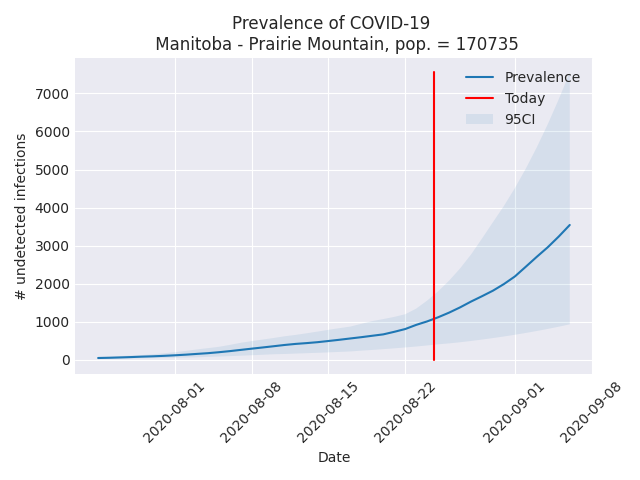 Prevalence of COVID-19
Manitoba - Prairie Mountain, pop. = 170735
Prevalence
Today
95CI
7000
6000
5000
4000
3000
2000
1000
0
# undetected infections
2020-08-01
2020-08-08
2020-08-15
2020-08-22
2020-09-01
2020-09-08
Date